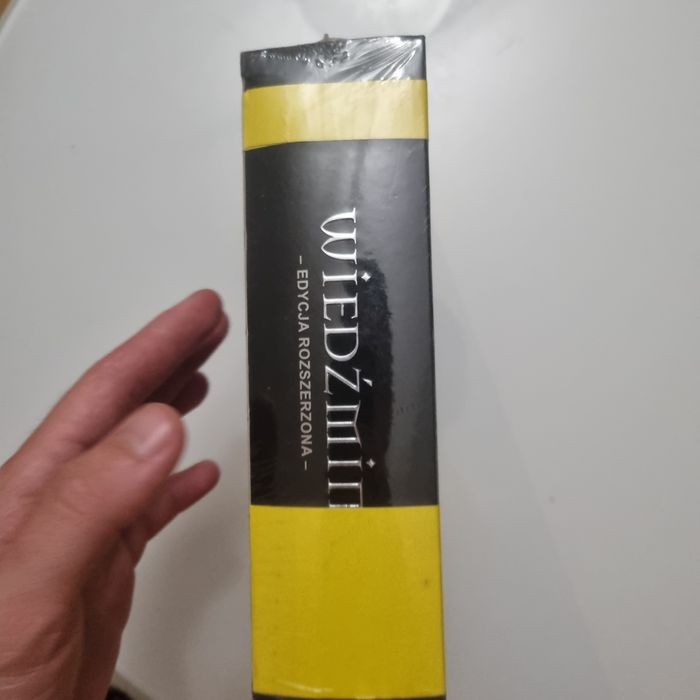 WIEDŹMIN
– EDYCJA ROZSZERZONA –